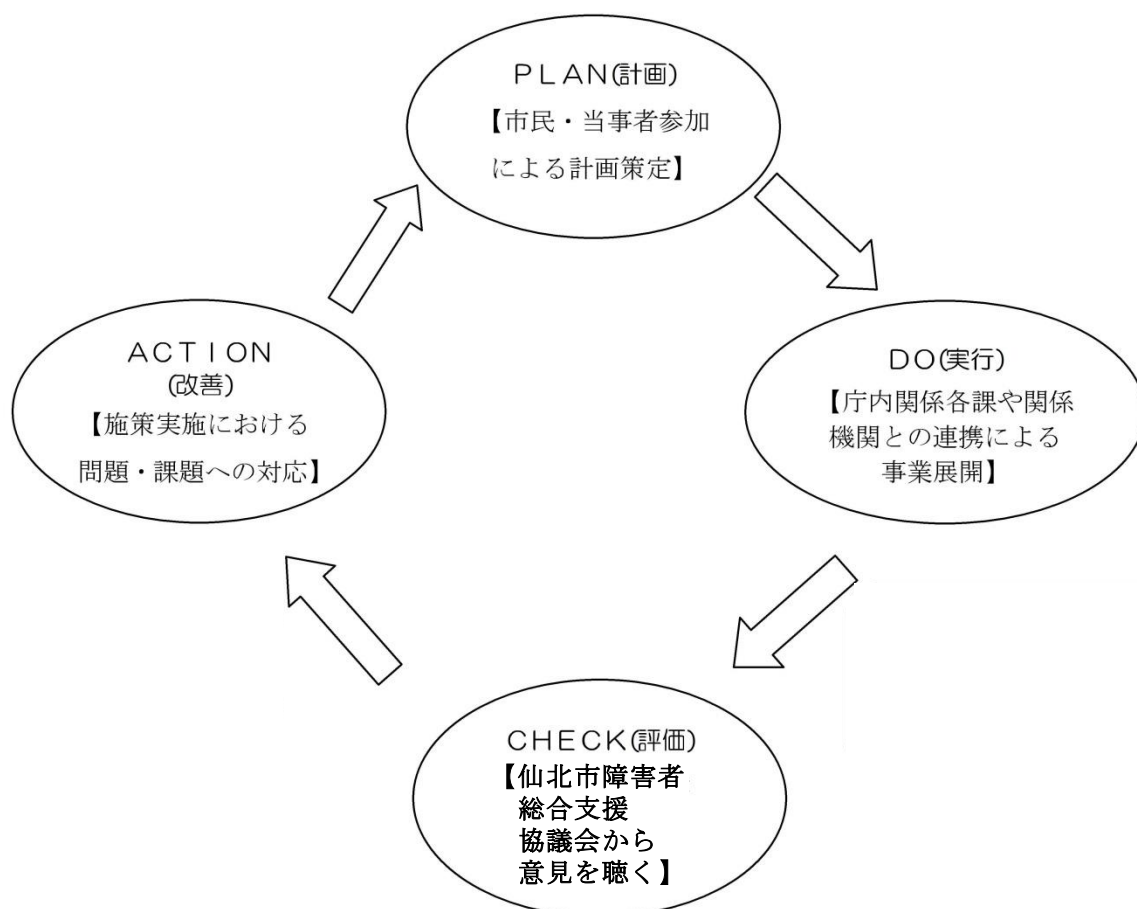 PLAN(計画)
【市民・当事者参加
による計画策定】
DO(実行)
【庁内関係各課や関係
機関との連携による
事業展開】
CHECK(評価)
【仙北市障害者
総合支援
協議会から
意見を聴く】
ACTION
(改善)
【施策実施における
問題・課題への対応】